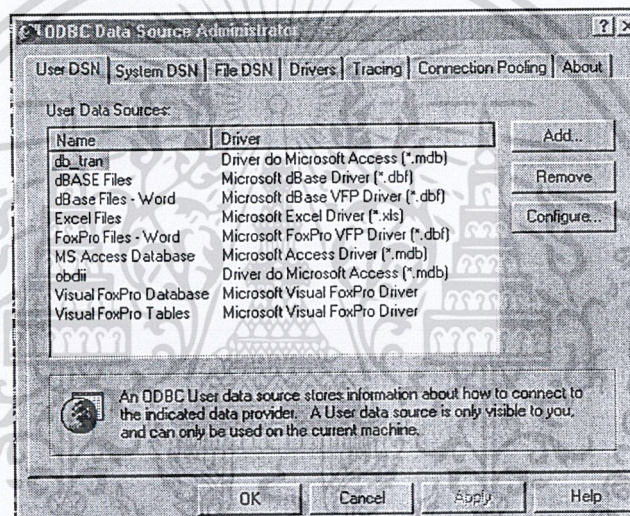 ODBC Data Source Administrator
User DSN System DSN File DSN Drivers Tracing Connection Pooling About
User Data Sources:
Name Driver Add...
db_tran Driver do Microsoft Access (*.mdb)
dBASE Files Microsoft dBase Driver (*.dbf) Remove
dBase Files - Word Microsoft dBase VFP Driver (*.dbf)
Excel Files Microsoft Excel Driver (*.xls) Configure...
FoxPro Files - Word Microsoft FoxPro VFP Driver (*.dbf)
MS Access Database Microsoft Access Driver (*.mdb)
obdii Driver do Microsoft Access (*.mdb)
Visual FoxPro Database Microsoft Visual FoxPro Driver
Visual FoxPro Tables Microsoft Visual FoxPro Driver
An ODBC User data source stores information about how to connect to
the indicated data provider. A User data source is only visible to you,
and can only be used on the current machine.
OK Cancel Apply Help